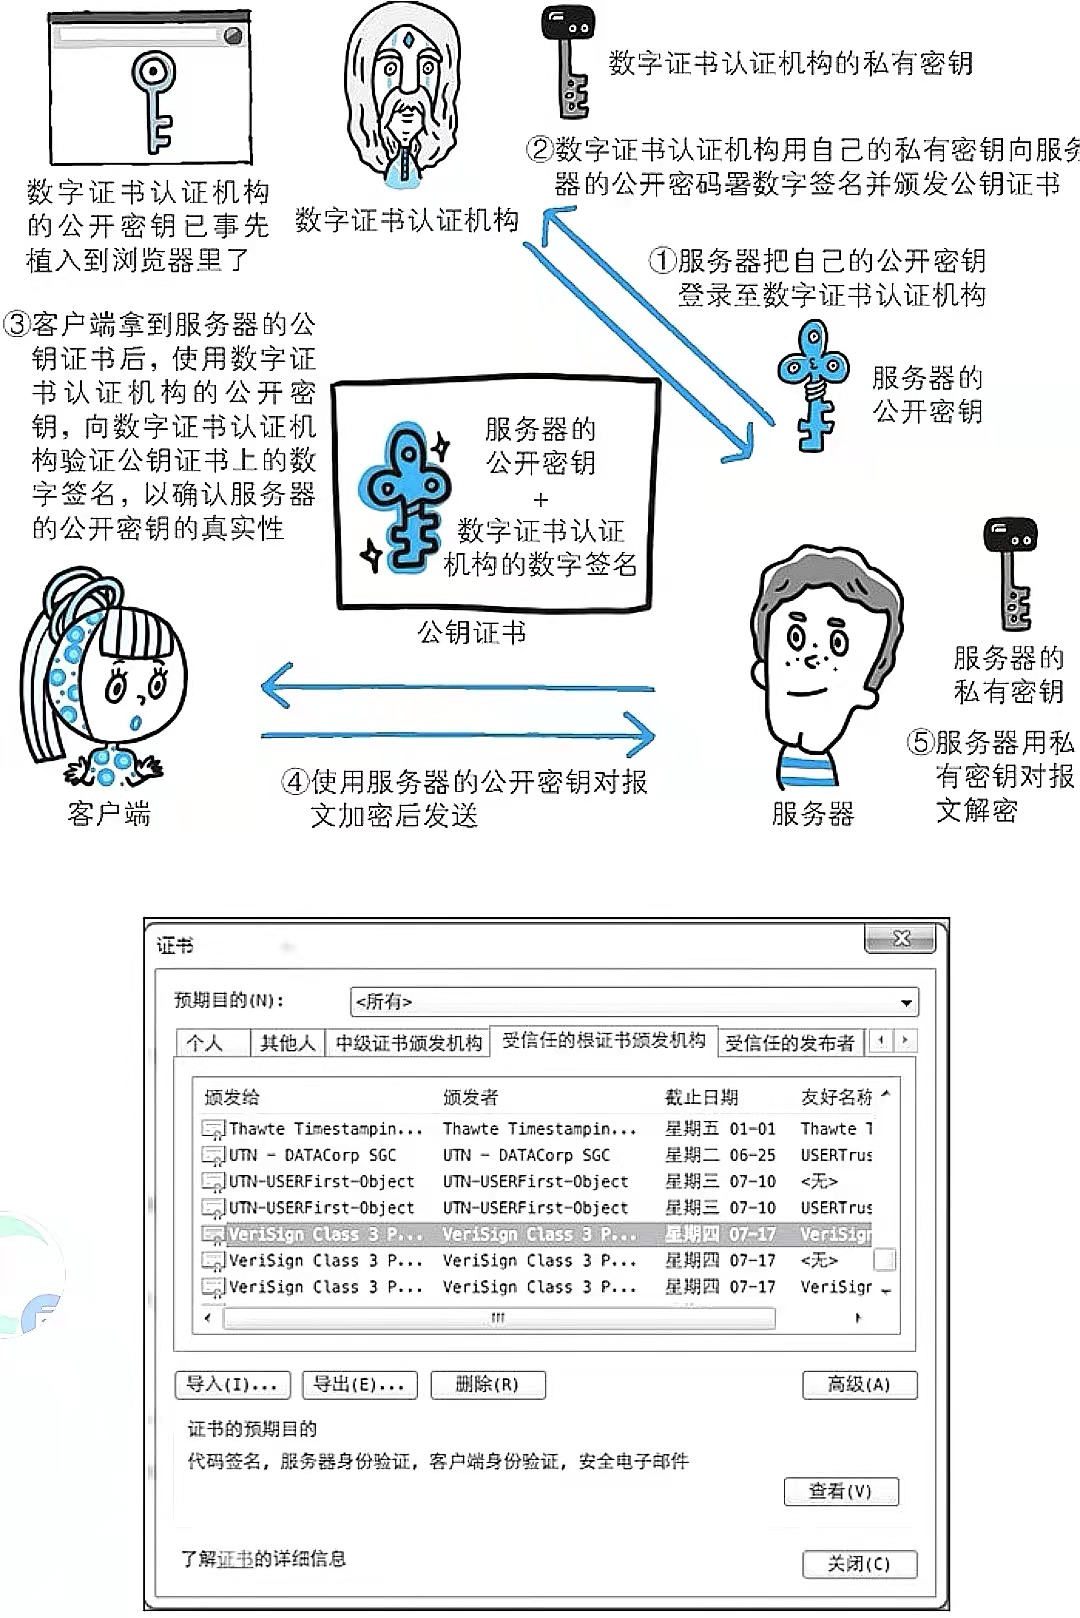 数字证书认证机构的私有密钥
②数字证书认证机构用自己的私有密钥向服务
器的公开密码署数字签名并颁发公钥证书
数字证书认证机构
的公开密钥已事先
植入到浏览器里了
数字证书认证机构
①服务器把自己的公开密钥
登录至数字证书认证机构
③客户端拿到服务器的公
钥证书后，使用数字证
书认证机构的公开密
钥，向数字证书认证机
构验证公钥证书上的数
字签名，以确认服务器
的公开密钥的真实性
服务器的
公开密钥
服务器的
公开密钥
+
数字证书认证
机构的数字签名
公钥证书
服务器的
私有密钥
④使用服务器的公开密钥对报
文加密后发送
客户端
服务器
⑤服务器用私
有密钥对报
文解密
证书
预期目的(N):
<所有>
个人 其他人 中级证书颁发机构 受信任的根证书颁发机构 受信任的发布者
颁发给 颁发者 截止日期 友好名称
Thawte Timestampin... Thawte Timestampin... 星期五 01-01 Thawte T
UTN - DATACorp SGC UTN - DATACorp SGC 星期二 06-25 USERTrus
UTN-USERFirst-Object UTN-USERFirst-Object 星期三 07-10 <无>
UTN-USERFirst-Object UTN-USERFirst-Object 星期三 07-10 USERTrus
VeriSign Class 3 P... VeriSign Class 3 P... 星期四 07-17 VeriSign
VeriSign Class 3 P... VeriSign Class 3 P... 星期四 07-17 <无>
VeriSign Class 3 P... VeriSign Class 3 P... 星期四 07-17 VeriSign
导入(I)... 导出(E)... 删除(R) 高级(A)
证书的预期目的
代码签名，服务器身份验证，客户端身份验证，安全电子邮件
查看(V)
了解证书的详细信息
关闭(C)